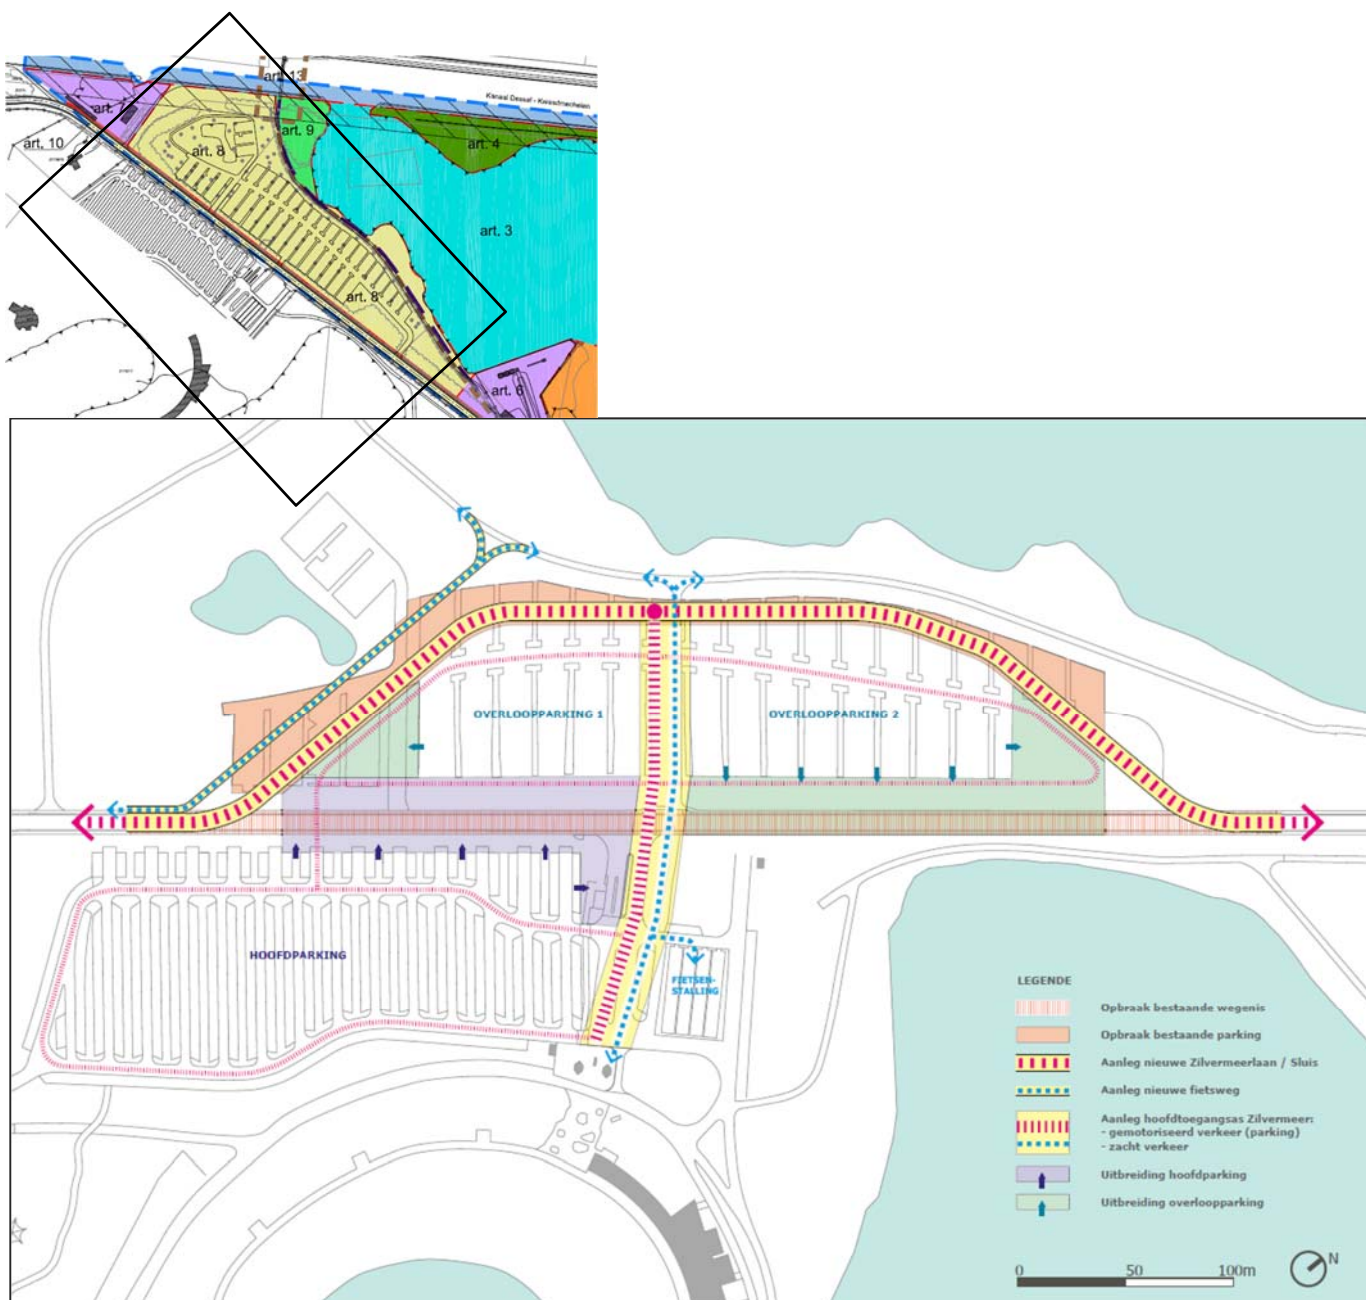 art. 13
Kanaal Dessel - Kwaadmechelen
art.
art. 9
art. 4
art. 10
art. 8
art. 3
art. 8
art. 6
OVERLOOPPARKING 1
OVERLOOPPARKING 2
HOOFDPARKING
FIETSEN-
STALLING
LEGENDE
Opbraak bestaande wegenis
Opbraak bestaande parking
Aanleg nieuwe Zilvermeerlaan / Sluis
Aanleg nieuwe fietsweg
Aanleg hoofdtoegangsas Zilvermeer:
- gemotoriseerd verkeer (parking)
- zacht verkeer
Uitbreiding hoofdparking
Uitbreiding overloopparking
0 50 100m
N